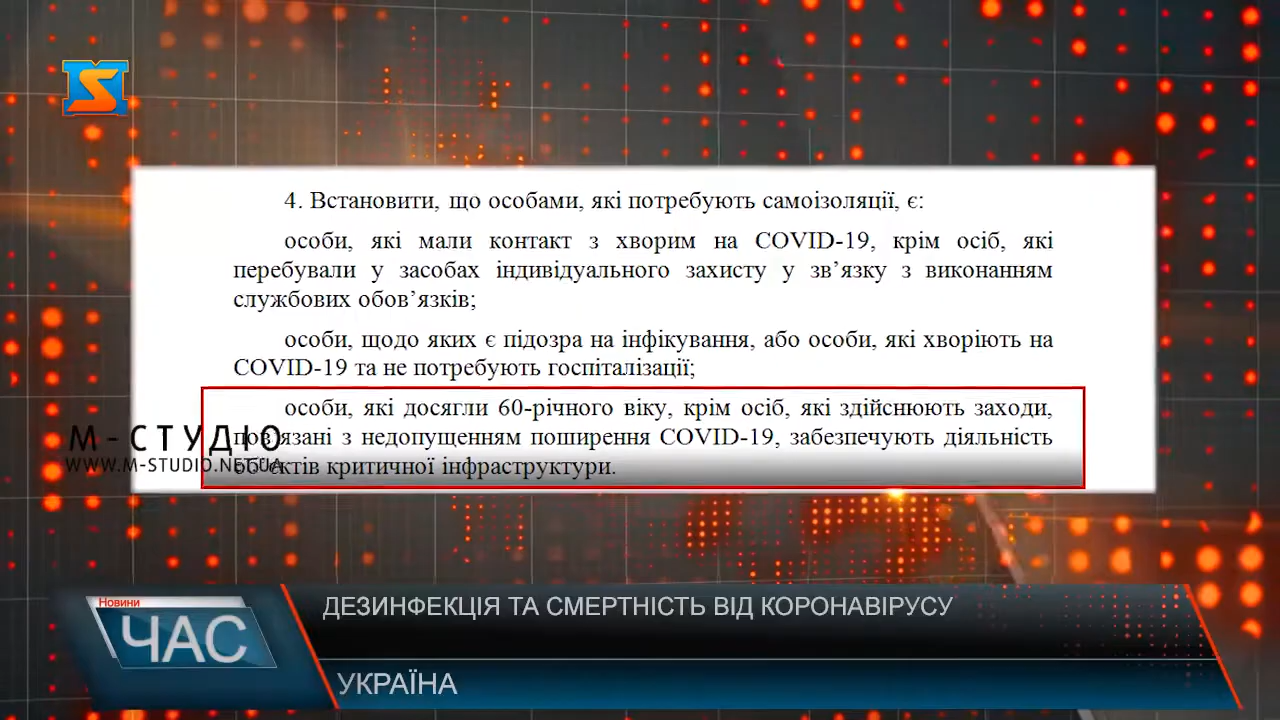 4. Встановити, що особами, які потребують самоізоляції, є:
особи, які мали контакт з хворим на COVID-19, крім осіб, які
перебували у засобах індивідуального захисту у зв’язку з виконанням
службових обов’язків;
особи, щодо яких є підозра на інфікування, або особи, які хворіють на
COVID-19 та не потребують госпіталізації;
особи, які досягли 60-річного віку, крім осіб, які здійснюють заходи,
пов’язані з недопущенням поширення COVID-19, забезпечують діяльність
об’єктів критичної інфраструктури.
М-СТУДІО
WWW.M-STUDIO.NET.UA
Новини
ЧАС
ДЕЗИНФЕКЦІЯ ТА СМЕРТНІСТЬ ВІД КОРОНАВІРУСУ
УКРАЇНА